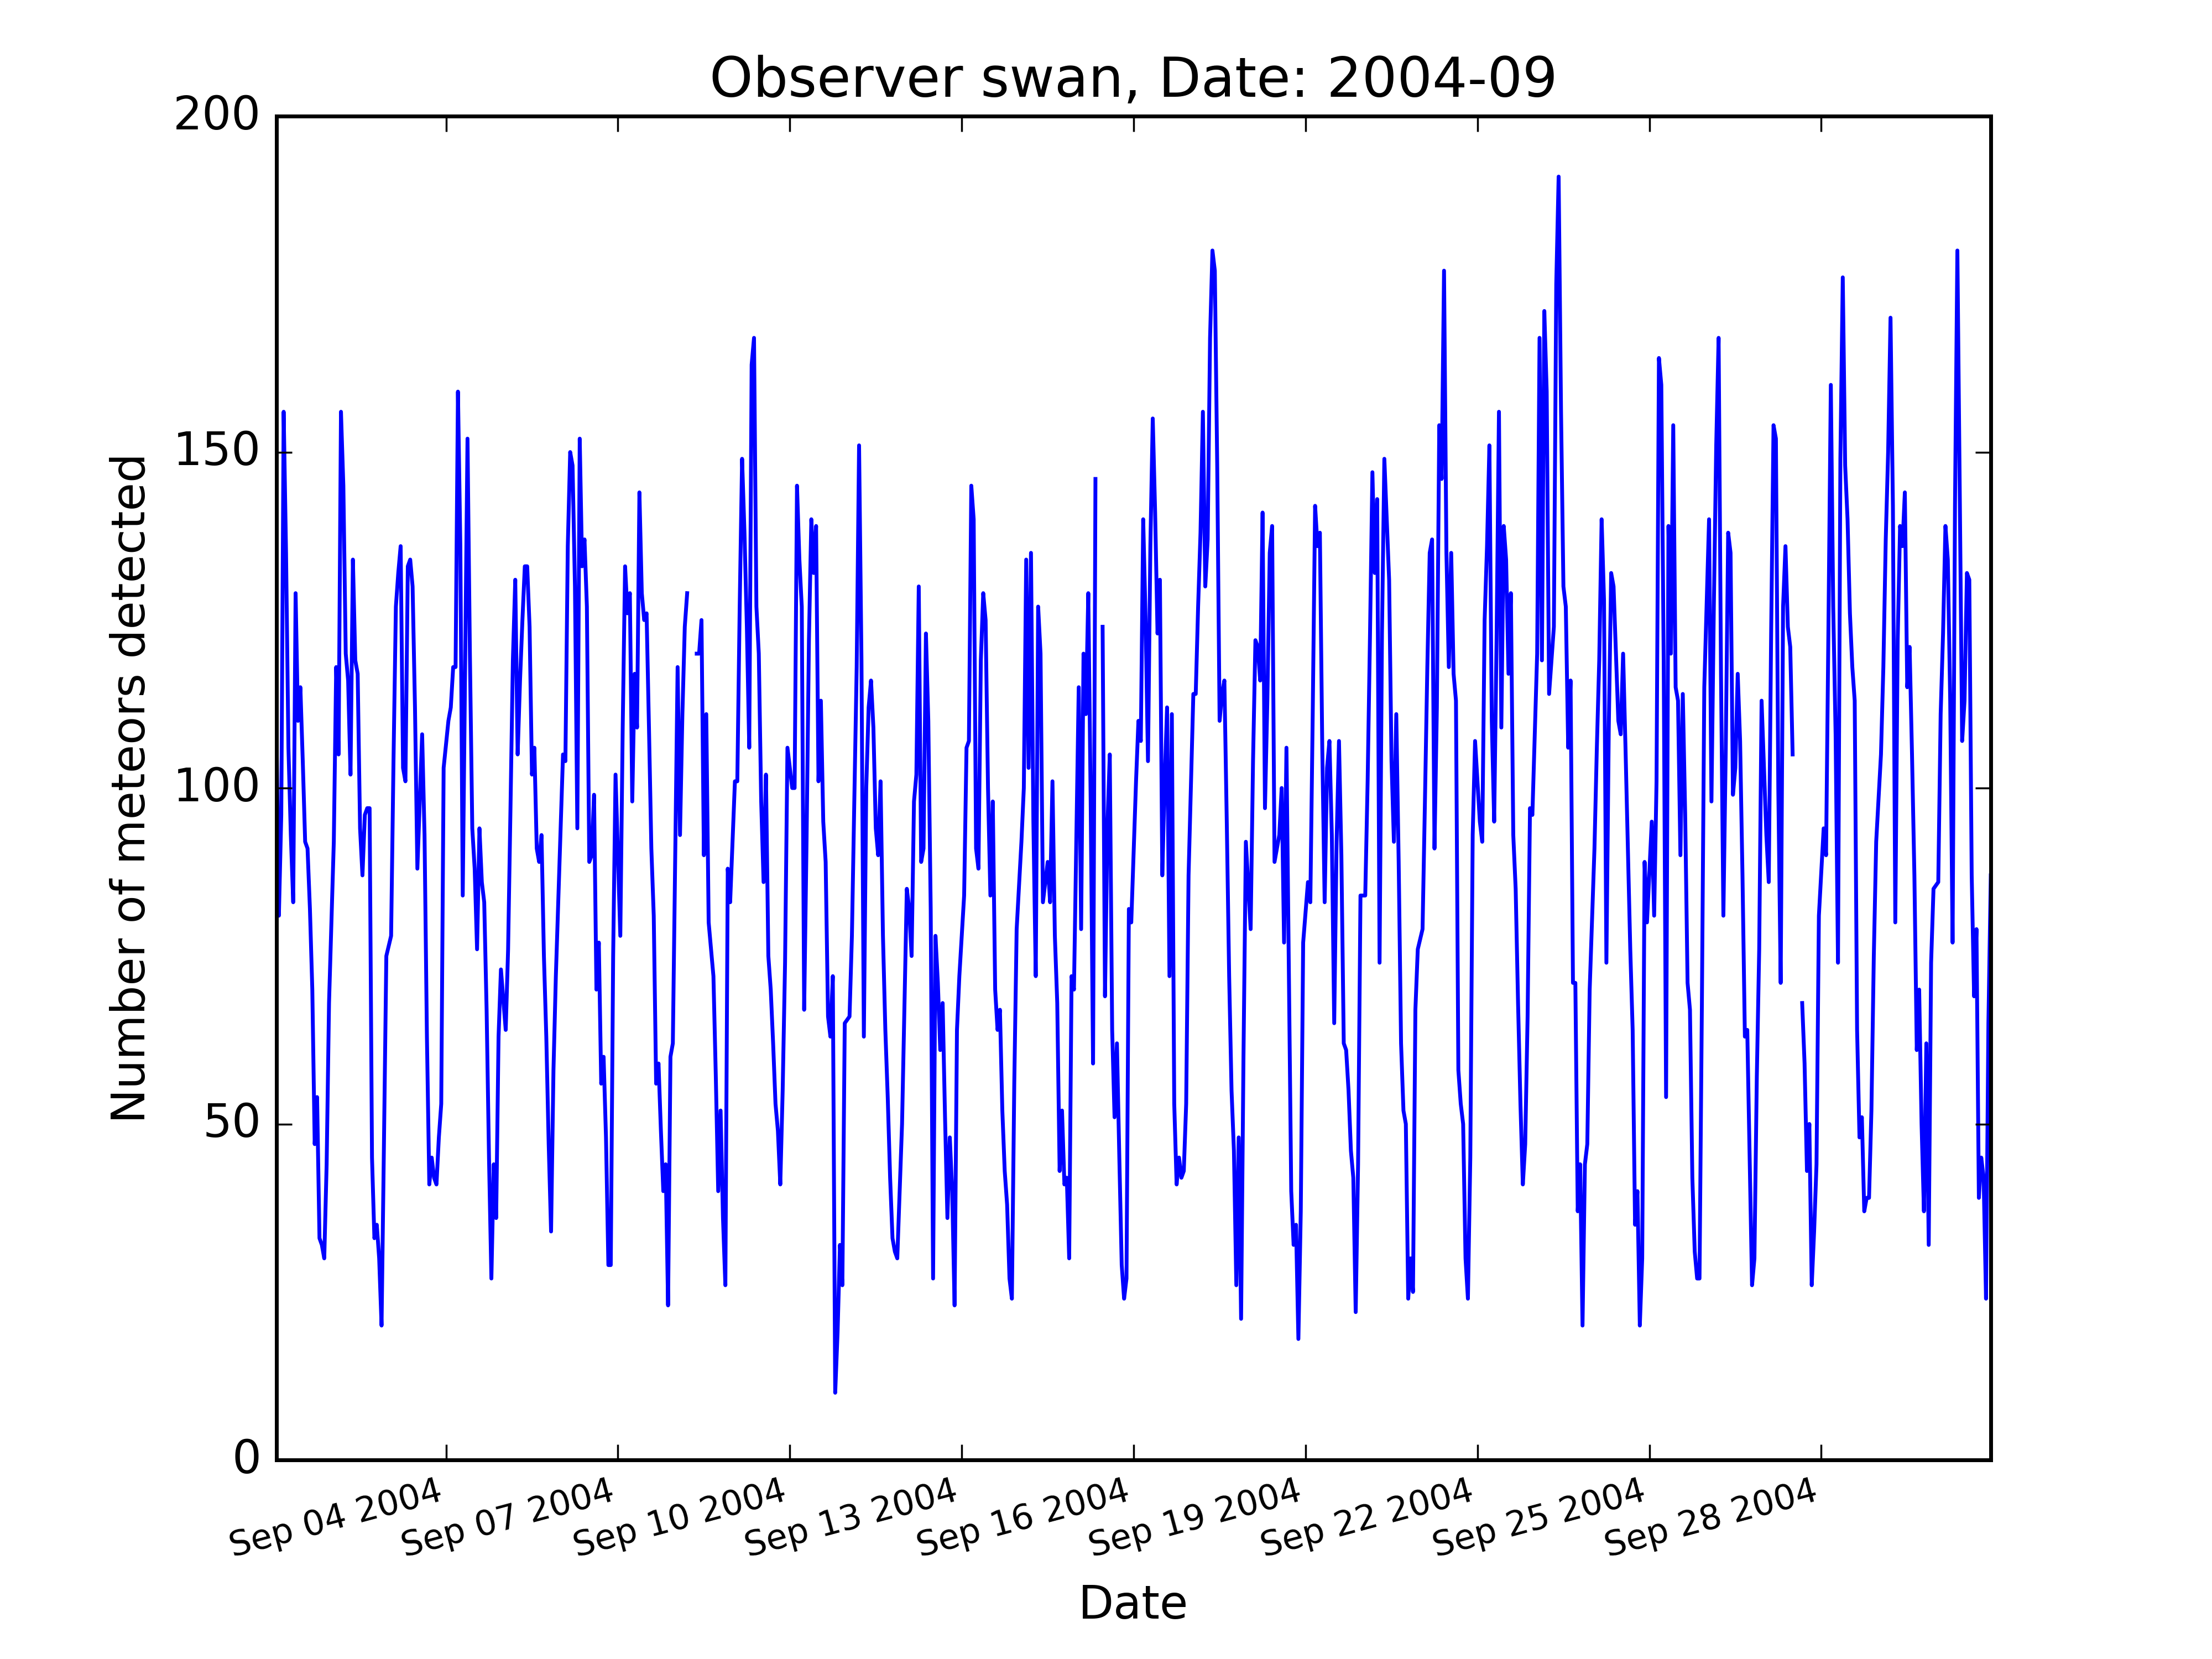 Observer swan, Date: 2004-09
Number of meteors detected
200
150
100
50
0
Sep 04 2004
Sep 07 2004
Sep 10 2004
Sep 13 2004
Sep 16 2004
Sep 19 2004
Sep 22 2004
Sep 25 2004
Sep 28 2004
Date